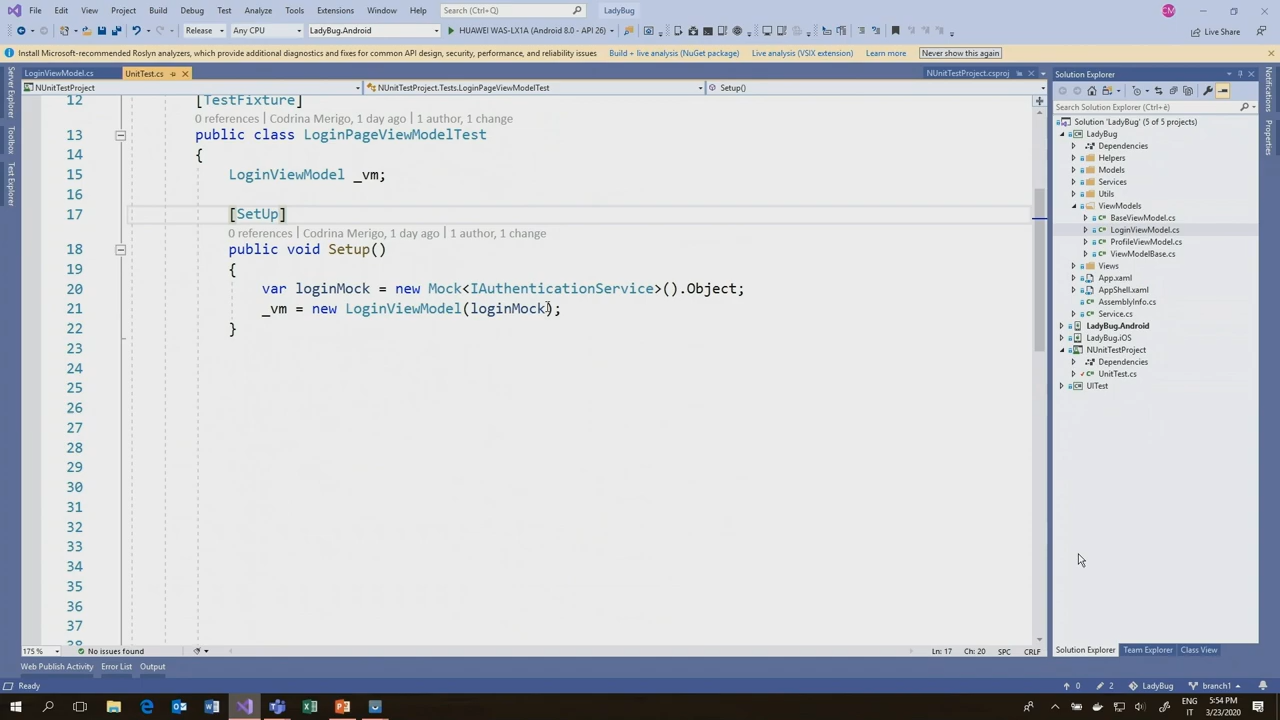 File Edit View Project Build Debug Test Analyze Tools Extensions Window Help Search (Ctrl+Q) LadyBug CM
Release Any CPU LadyBug.Android HUAWEI WAS-LX1A (Android 8.0 - API 26) Live Share
Install Microsoft-recommended Roslyn analyzers, which provide additional diagnostics and fixes for common API design, security, performance, and reliability issues Build + live analysis (NuGet package) Live analysis (VSIX extension) Learn more Never show this again
Server Explorer
Toolbox
Test Explorer
LoginViewModel.cs UnitTest.cs NUnitTestProject.csproj
NUnitTestProject NUnitTestProject.Tests.LoginPageViewModelTest Setup()
12 [TestFixture]
0 references | Codrina Merigo, 1 day ago | 1 author, 1 change
13 public class LoginPageViewModelTest
14 {
15 LoginViewModel _vm;
16
17 [SetUp]
0 references | Codrina Merigo, 1 day ago | 1 author, 1 change
18 public void Setup()
19 {
20 var loginMock = new Mock<IAuthenticationService>().Object;
21 _vm = new LoginViewModel(loginMock);
22 }
23
24
25
26
27
28
29
30
31
32
33
34
35
36
37
38
175 % No issues found Ln: 17 Ch: 20 SPC CRLF
Solution Explorer
Search Solution Explorer (Ctrl+è)
Solution 'LadyBug' (5 of 5 projects)
LadyBug
Dependencies
Helpers
Models
Services
Utils
ViewModels
BaseViewModel.cs
LoginViewModel.cs
ProfileViewModel.cs
ViewModelBase.cs
Views
App.xaml
AppShell.xaml
AssemblyInfo.cs
Service.cs
LadyBug.Android
LadyBug.iOS
NUnitTestProject
Dependencies
UnitTest.cs
UITest
Solution Explorer Team Explorer Class View
Notifications
Properties
Web Publish Activity Error List Output
Ready 0 2 LadyBug branch1
ENG
IT
5:54 PM
3/23/2020